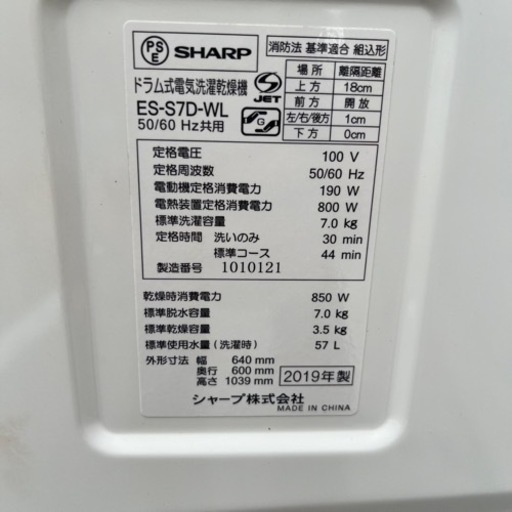 PS E SHARP
ドラム式電気洗濯乾燥機
ES-S7D-WL
50/60 Hz共用
S JET
G
消防法 基準適合 組込形
場所 離隔距離
上方 18cm
前方 開放
左/右/後方 1cm
下方 0cm
定格電圧 100 V
定格周波数 50/60 Hz
電動機定格消費電力 190 W
電熱装置定格消費電力 800 W
標準洗濯容量 7.0 kg
定格時間 洗いのみ 30 min
標準コース 44 min
製造番号 1010121
乾燥時消費電力 850 W
標準脱水容量 7.0 kg
標準乾燥容量 3.5 kg
標準使用水量(洗濯時) 57 L
外形寸法 幅 640 mm
奥行 600 mm
高さ 1039 mm
2019年製
シャープ株式会社
MADE IN CHINA